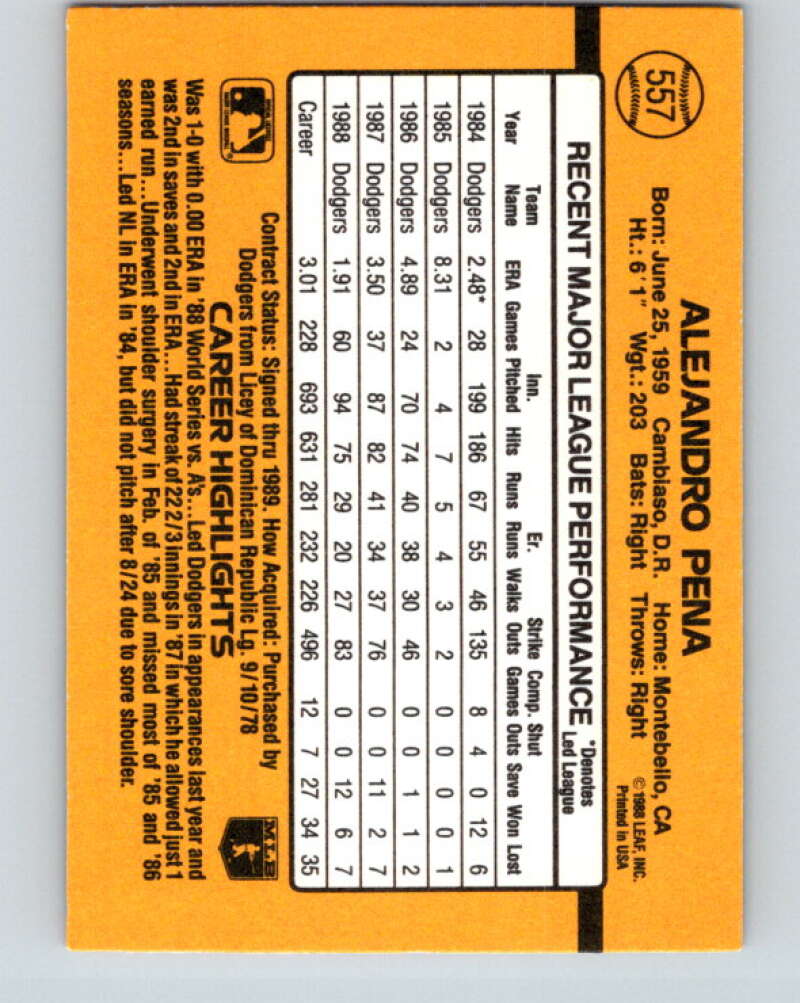 557
ALEJANDRO PENA
Born: June 25, 1959 Cambiaso, D.R. Home: Montebello, CA
Ht.: 6'1" Wgt.: 203 Bats: Right Throws: Right
© 1988 LEAF, INC.
Printed in USA
RECENT MAJOR LEAGUE PERFORMANCE *Denotes
Led League
Team Inn. Er. Strike Comp. Shut
Year Name ERA Games Pitched Hits Runs Runs Walks Outs Games Outs Save Won Lost
1984 Dodgers 2.48* 28 199 186 67 55 46 135 8 4 0 12 6
1985 Dodgers 8.31 2 4 7 5 4 3 2 0 0 0 0 1
1986 Dodgers 4.89 24 70 74 40 38 30 46 0 0 1 1 2
1987 Dodgers 3.50 37 87 82 41 34 37 76 0 0 11 2 7
1988 Dodgers 1.91 60 94 75 29 20 27 83 0 0 12 6 7
Career 3.01 228 693 631 281 232 226 496 12 7 27 34 35
Contract Status: Signed thru 1989. How Acquired: Purchased by
Dodgers from Licey of Dominican Republic Lg. 9/10/78
MLB
CAREER HIGHLIGHTS
Was 1-0 with 0.00 ERA in '88 World Series vs. A's...Led Dodgers in appearances last year and
was 2nd in saves and 2nd in ERA...Had streak of 22 2/3 innings in '87 in which he allowed just 1
earned run...Underwent shoulder surgery in Feb. of '85 and missed most of '85 and '86
seasons...Led NL in ERA in '84, but did not pitch after 8/24 due to sore shoulder.